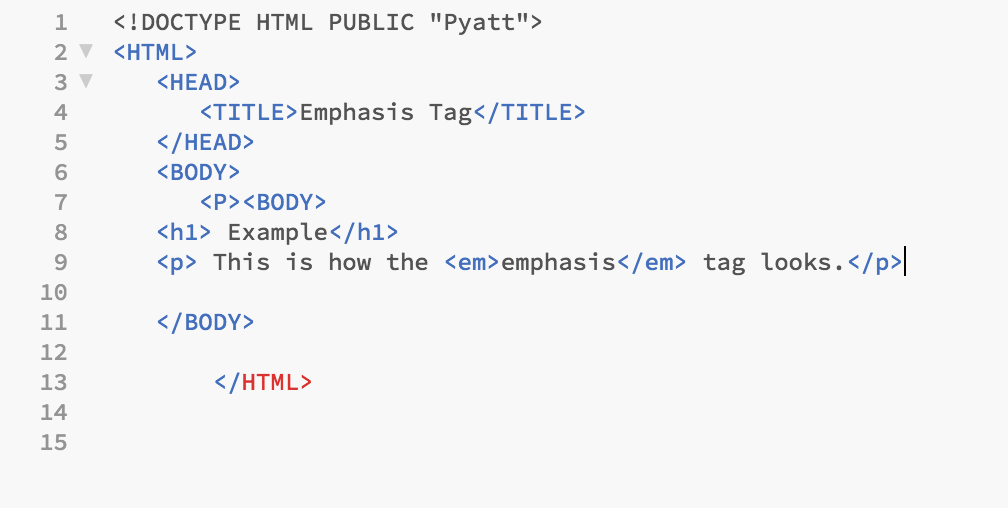 1 <!DOCTYPE HTML PUBLIC "Pyatt">
2 <HTML>
3 <HEAD>
4 <TITLE>Emphasis Tag</TITLE>
5 </HEAD>
6 <BODY>
7 <P><BODY>
8 <h1> Example</h1>
9 <p> This is how the <em>emphasis</em> tag looks.</p>
10
11 </BODY>
12
13 </HTML>
14
15